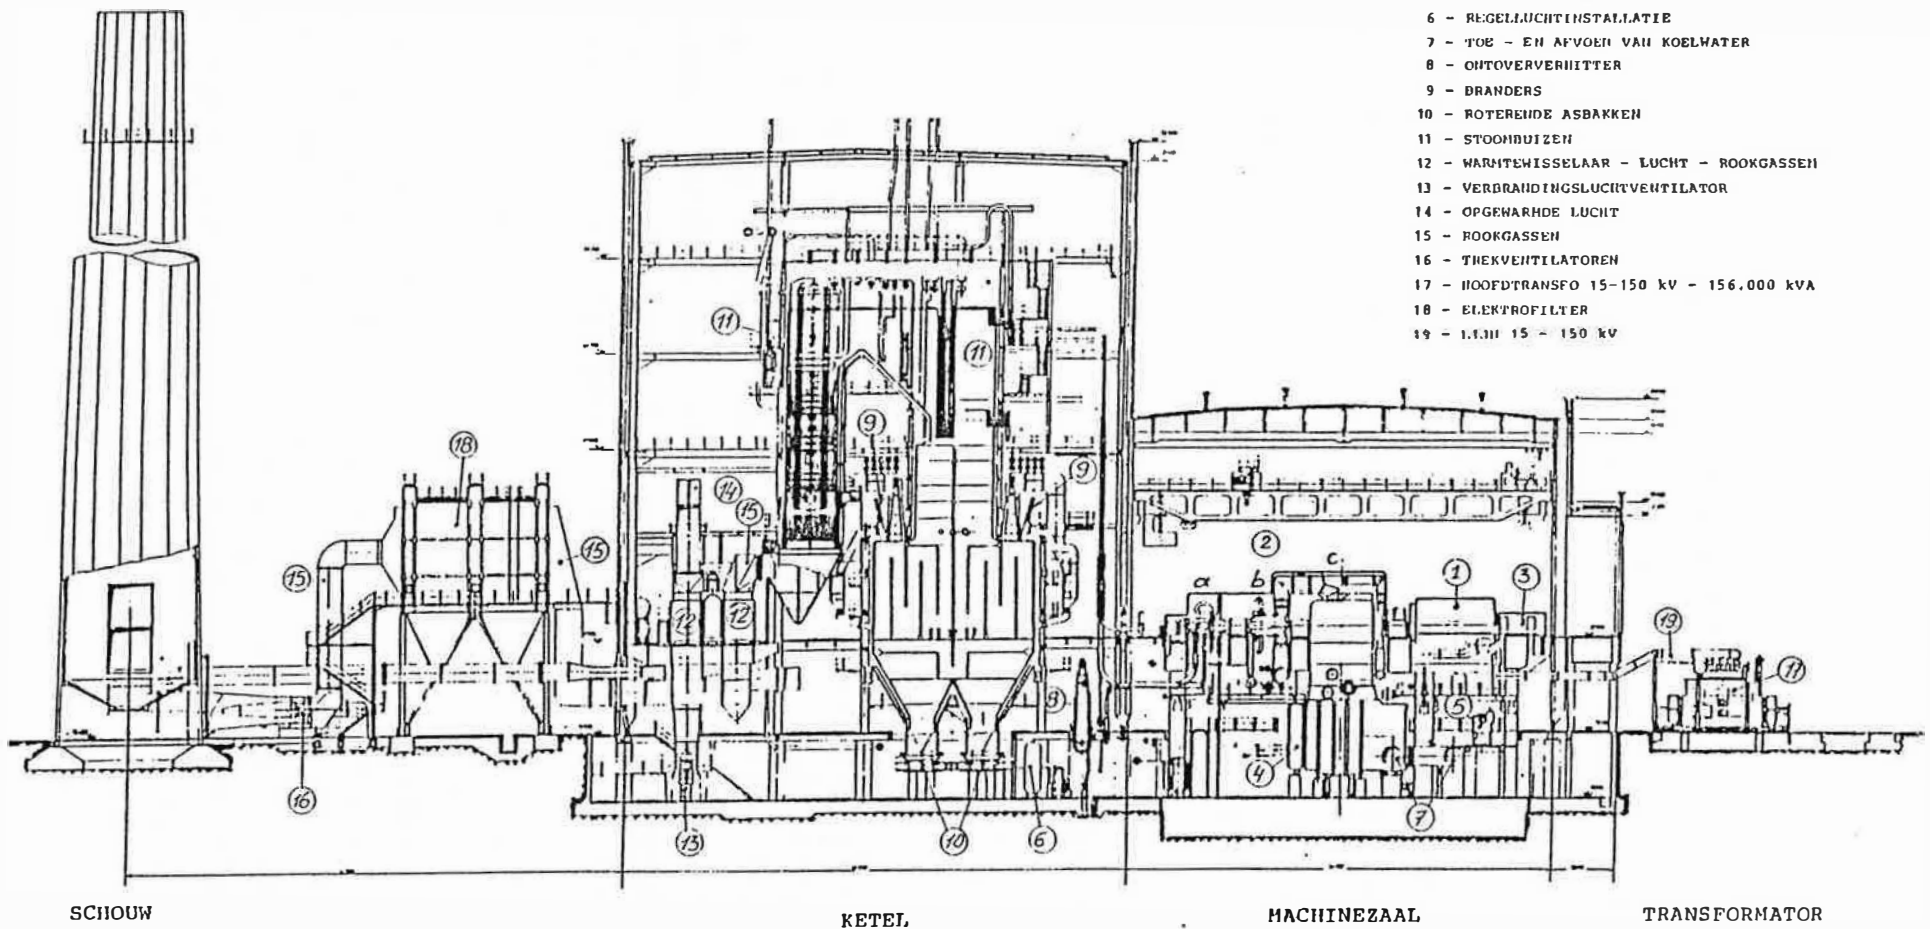 6 - REGELLUCHTINSTALLATIE
7 - TOE - EN AFVOER VAN KOELWATER
8 - ONTOVERVERHITTER
9 - BRANDERS
10 - ROTERENDE ASBAKKEN
11 - STOOMBUIZEN
12 - WARMTEWISSELAAR - LUCHT - ROOKGASSEN
13 - VERBRANDINGSLUCHTVENTILATOR
14 - OPGEWARMDE LUCHT
15 - ROOKGASSEN
16 - TREKVENTILATOREN
17 - HOOFDTRANSFO 15-150 kV - 156.000 kVA
18 - ELEKTROFILTER
19 - LIJN 15 - 150 kV
11
11
9
9
18
14
15
15
15
2
a
b
c
1
3
12
12
19
17
8
5
4
16
13
10
6
7
SCHOUW
KETEL
MACHINEZAAL
TRANSFORMATOR